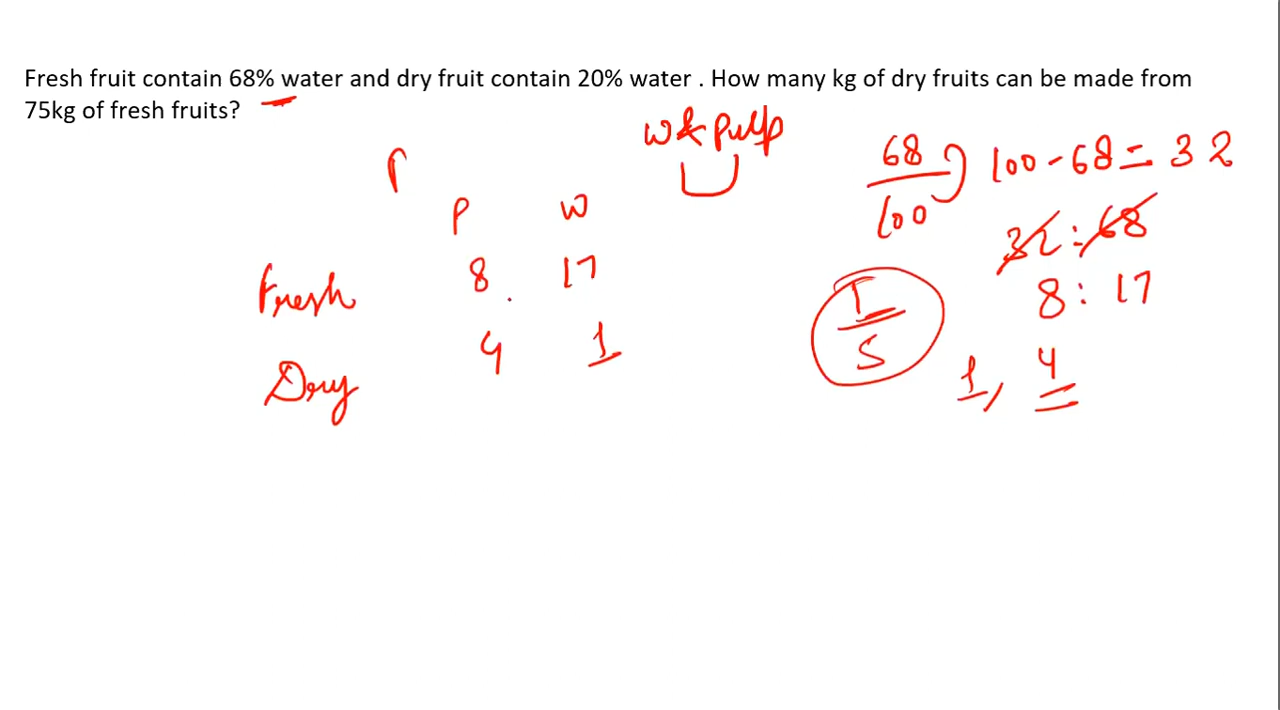 Fresh fruit contain 68% water and dry fruit contain 20% water . How many kg of dry fruits can be made from
75kg of fresh fruits?
W & Pulp
68/100
100 - 68 = 32
P W
32 : 68
Fresh 8 17
8 : 17
1/5
Dry 4 1
1, 4